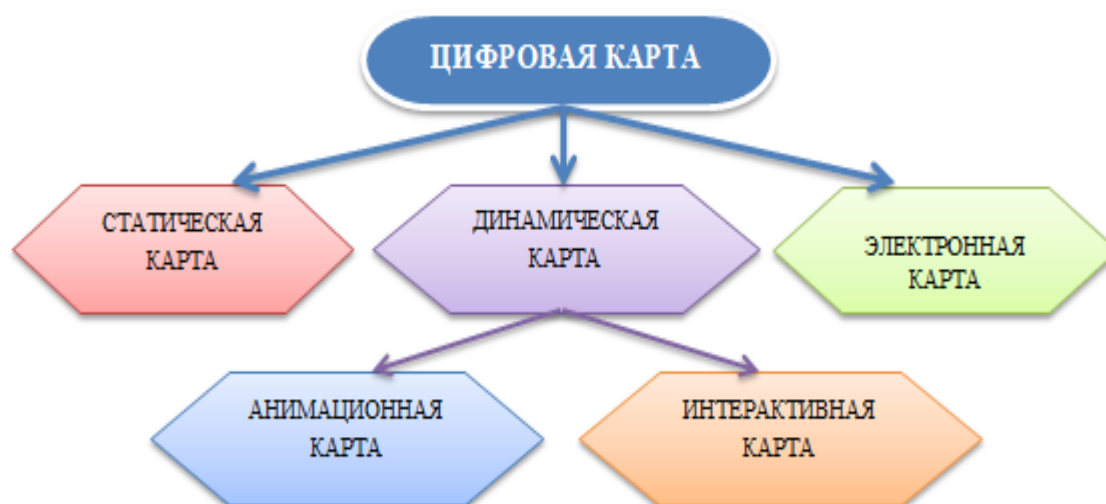 ЦИФРОВАЯ КАРТА
СТАТИЧЕСКАЯ
КАРТА
ДИНАМИЧЕСКАЯ
КАРТА
ЭЛЕКТРОННАЯ
КАРТА
АНИМАЦИОННАЯ
КАРТА
ИНТЕРАКТИВНАЯ
КАРТА